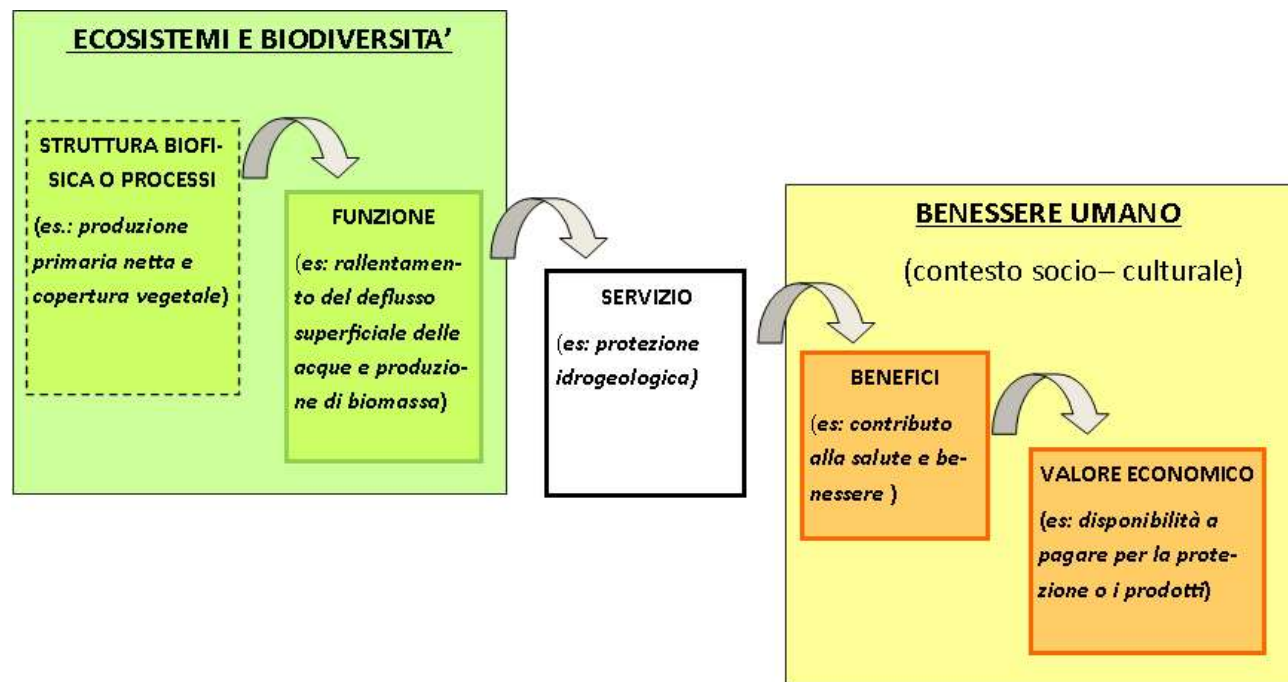 ECOSISTEMI E BIODIVERSITA’
STRUTTURA BIOFI-
SICA O PROCESSI
(es.: produzione
primaria netta e
copertura vegetale)
FUNZIONE
(es: rallentamen-
to del deflusso
superficiale delle
acque e produzio-
ne di biomassa)
SERVIZIO
(es: protezione
idrogeologica)
BENESSERE UMANO
(contesto socio– culturale)
BENEFICI
(es: contributo
alla salute e be-
nessere )
VALORE ECONOMICO
(es: disponibilità a
pagare per la prote-
zione o i prodotti)